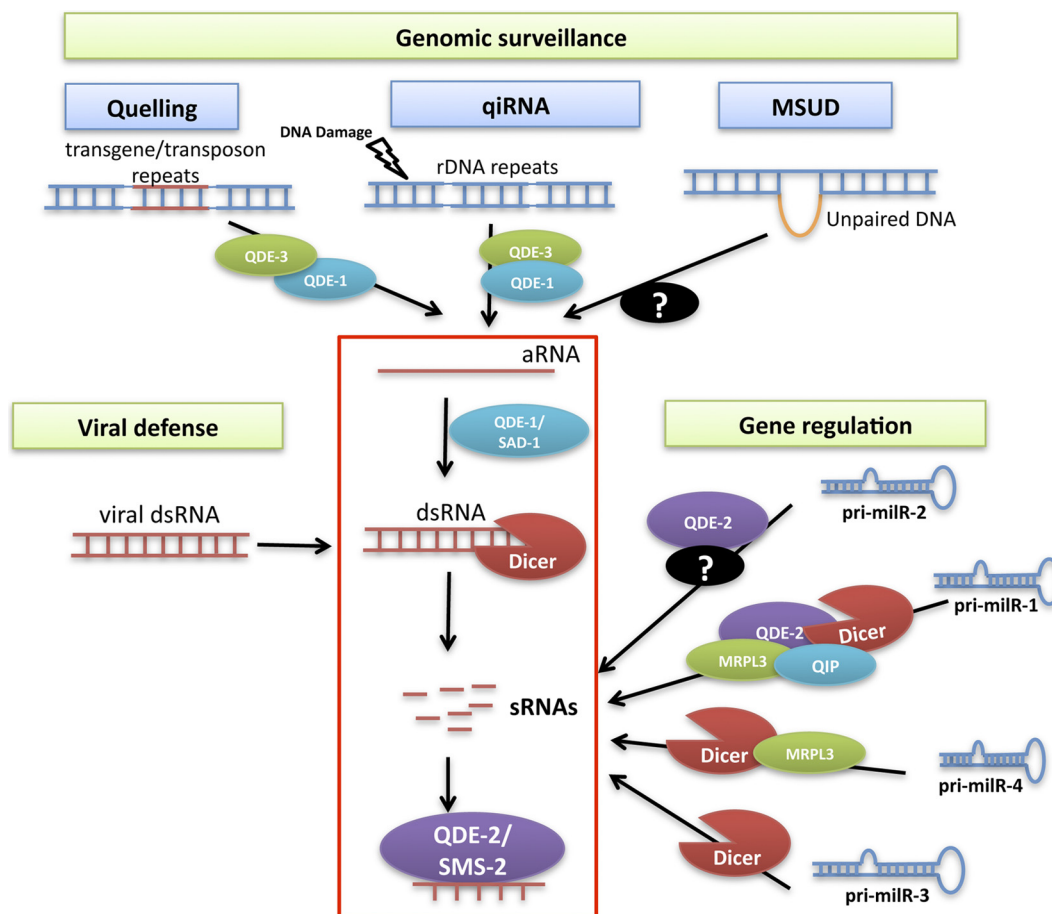 Genomic surveillance
Quelling
qiRNA
MSUD
transgene/transposon
repeats
DNA Damage
rDNA repeats
Unpaired DNA
QDE-3
QDE-1
QDE-3
QDE-1
?
aRNA
QDE-1/
SAD-1
Viral defense
Gene regulation
viral dsRNA
dsRNA
Dicer
QDE-2
?
pri-milR-2
pri-milR-1
QDE-2
Dicer
MRPL3
QIP
sRNAs
Dicer
MRPL3
pri-milR-4
QDE-2/
SMS-2
Dicer
pri-milR-3